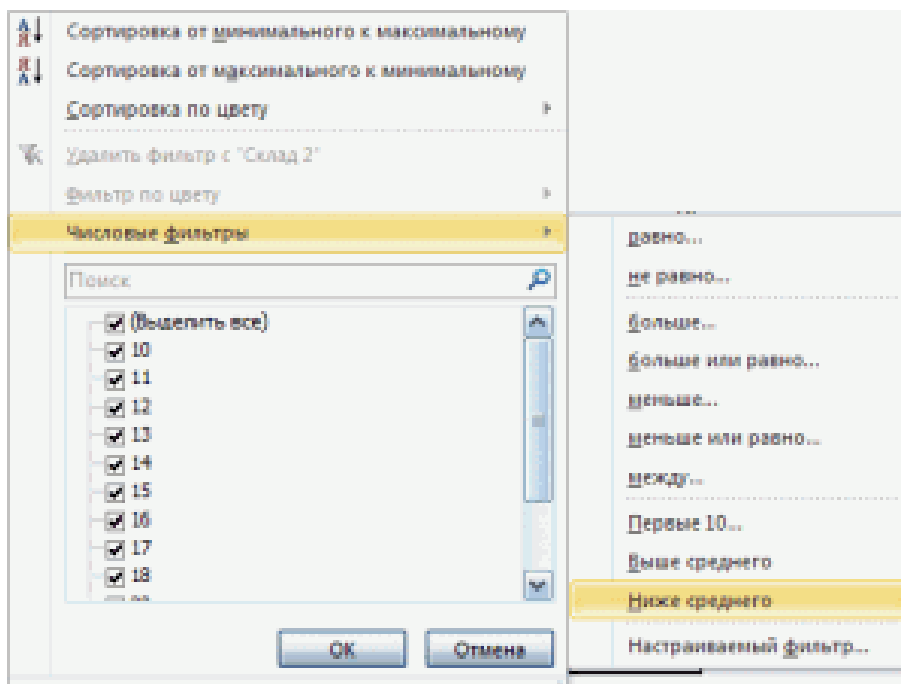 Сортировка от минимального к максимальному
Сортировка от максимального к минимальному
Сортировка по цвету
Удалить фильтр с "Склад 2"
Фильтр по цвету
Числовые фильтры
Поиск
(Выделить все)
10
11
12
13
14
15
16
17
18
ОК
Отмена
равно...
не равно...
больше...
больше или равно...
меньше...
меньше или равно...
между...
Первые 10...
Выше среднего
Ниже среднего
Настраиваемый фильтр...